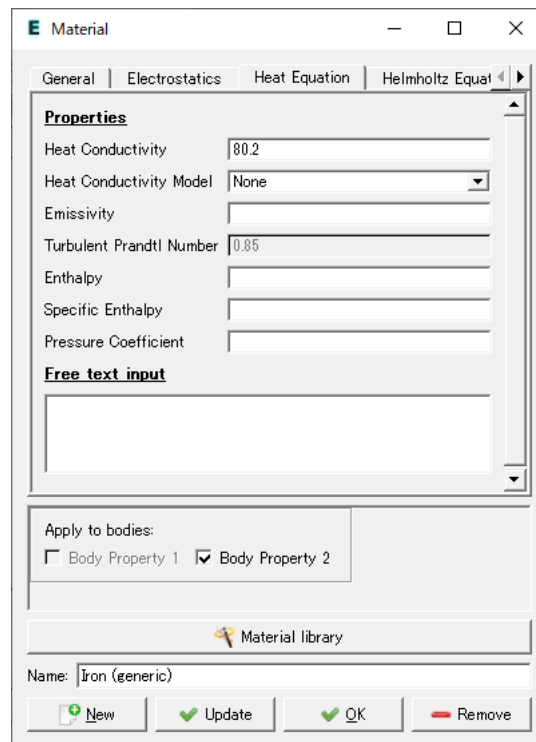 E Material
General Electrostatics Heat Equation Helmholtz Equat
Properties
Heat Conductivity 80.2
Heat Conductivity Model None
Emissivity
Turbulent Prandtl Number 0.85
Enthalpy
Specific Enthalpy
Pressure Coefficient
Free text input
Apply to bodies:
Body Property 1 Body Property 2
Material library
Name: Iron (generic)
New Update OK Remove